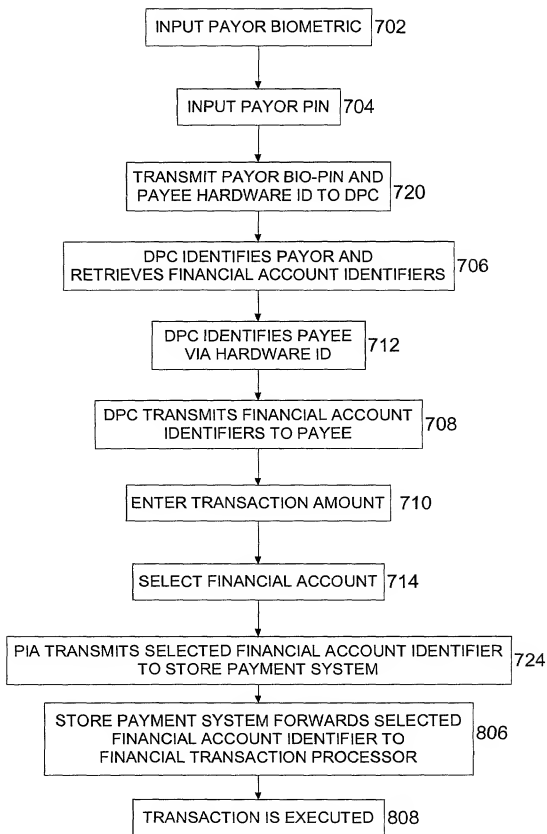 INPUT PAYOR BIOMETRIC 702
INPUT PAYOR PIN 704
TRANSMIT PAYOR BIO-PIN AND
PAYEE HARDWARE ID TO DPC 720
DPC IDENTIFIES PAYOR AND
RETRIEVES FINANCIAL ACCOUNT IDENTIFIERS 706
DPC IDENTIFIES PAYEE
VIA HARDWARE ID 712
DPC TRANSMITS FINANCIAL ACCOUNT
IDENTIFIERS TO PAYEE 708
ENTER TRANSACTION AMOUNT 710
SELECT FINANCIAL ACCOUNT 714
PIA TRANSMITS SELECTED FINANCIAL ACCOUNT IDENTIFIER
TO STORE PAYMENT SYSTEM 724
STORE PAYMENT SYSTEM FORWARDS SELECTED
FINANCIAL ACCOUNT IDENTIFIER TO 806
FINANCIAL TRANSACTION PROCESSOR
TRANSACTION IS EXECUTED 808